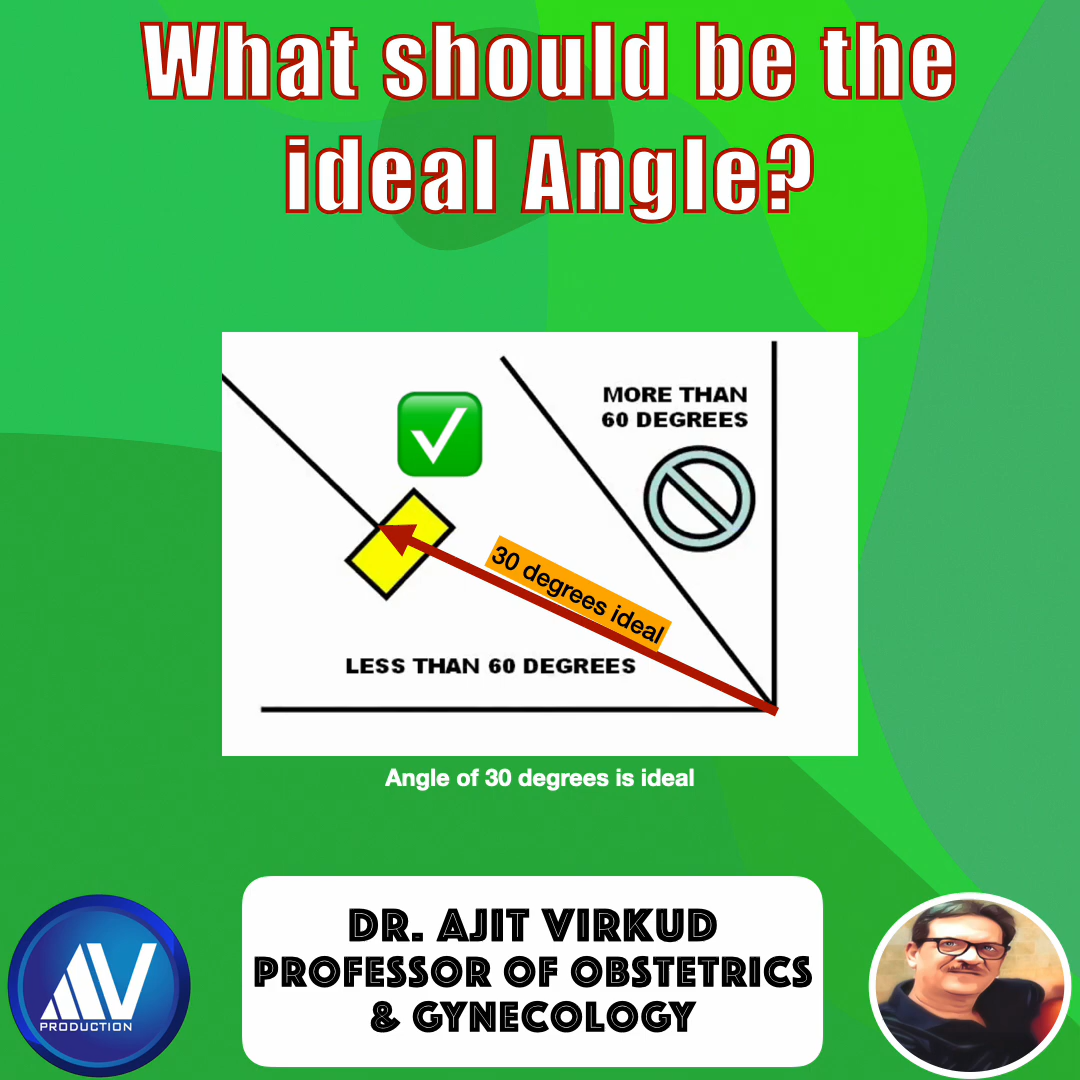 What should be the
ideal Angle?
MORE THAN
60 DEGREES
30 degrees ideal
LESS THAN 60 DEGREES
Angle of 30 degrees is ideal
DR. AJIT VIRKUD
PROFESSOR OF OBSTETRICS
& GYNECOLOGY
AV
PRODUCTION